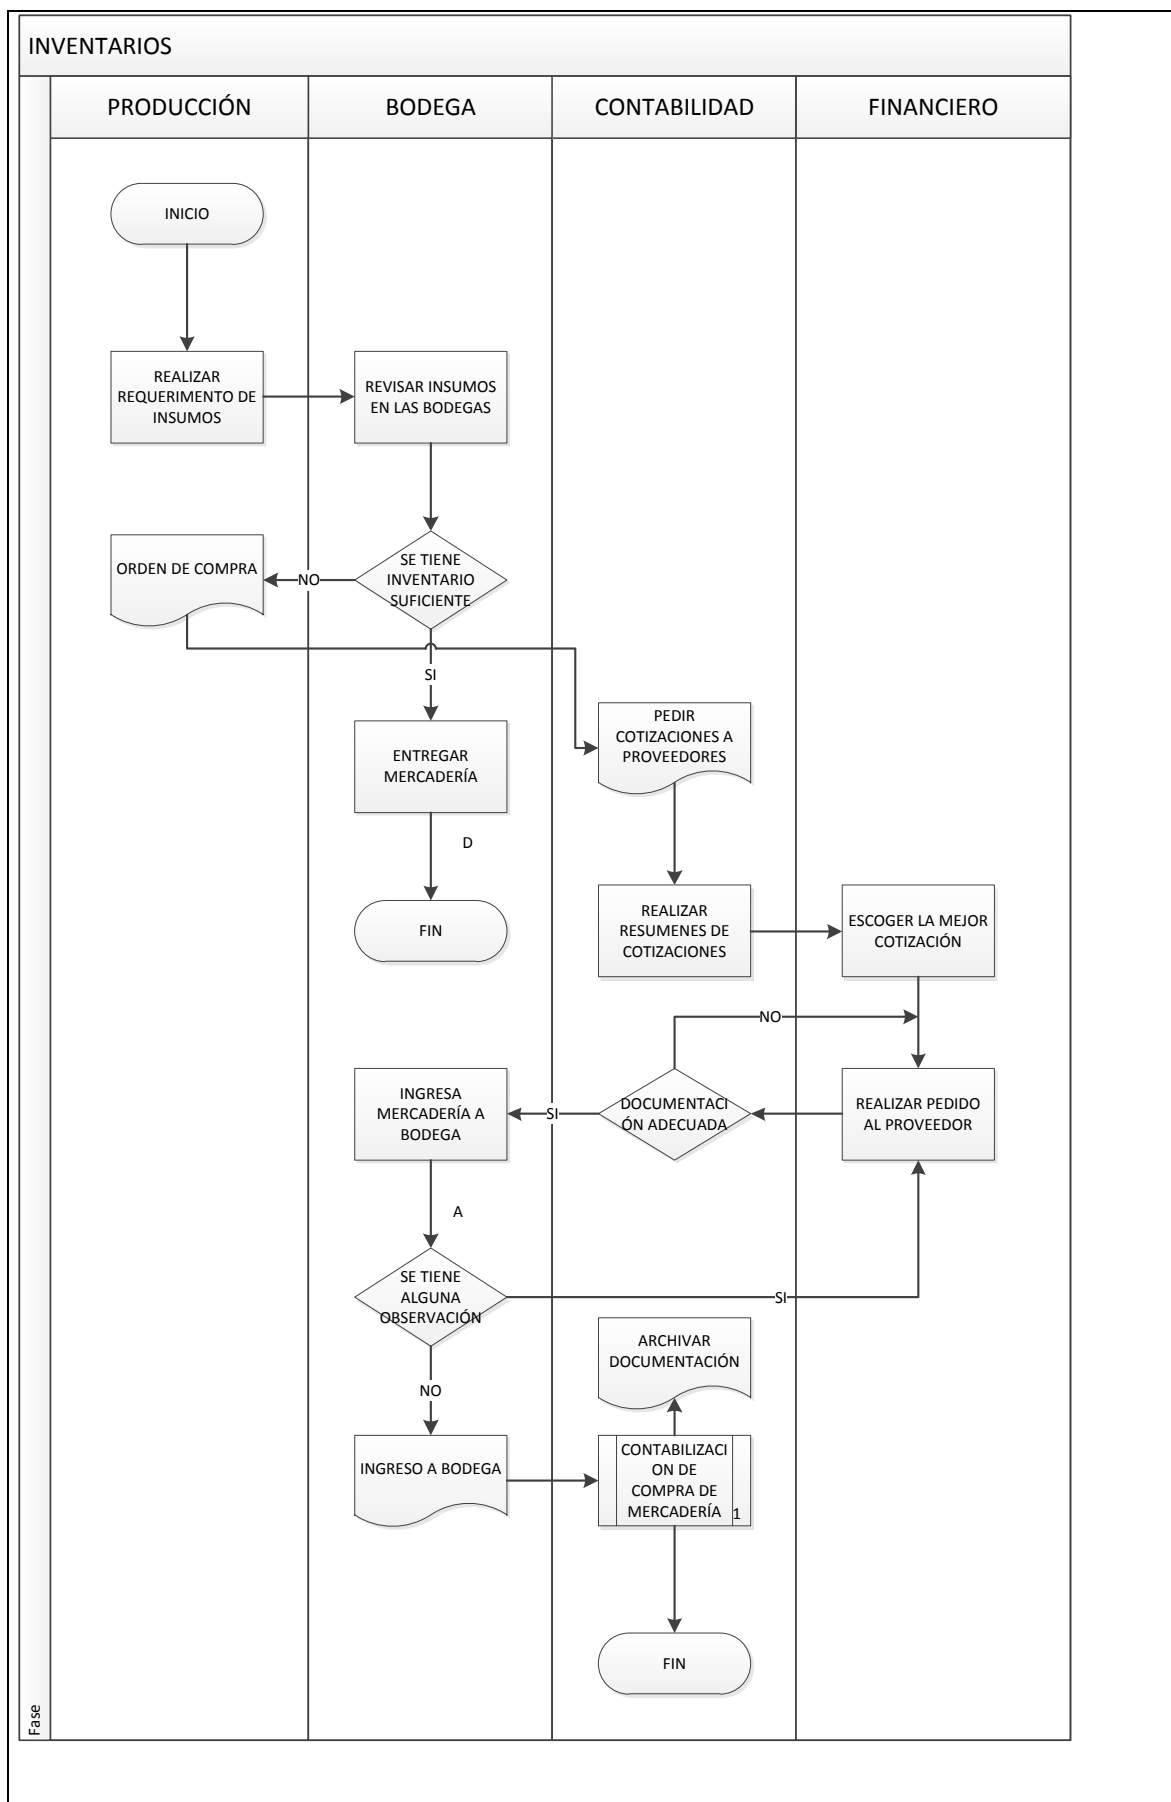 INVENTARIOS
PRODUCCIÓN
BODEGA
CONTABILIDAD
FINANCIERO
INICIO
REALIZAR
REQUERIMENTO DE
INSUMOS
REVISAR INSUMOS
EN LAS BODEGAS
ORDEN DE COMPRA
NO
SE TIENE
INVENTARIO
SUFICIENTE
SI
PEDIR
COTIZACIONES A
PROVEEDORES
ENTREGAR
MERCADERÍA
D
FIN
REALIZAR
RESUMENES DE
COTIZACIONES
ESCOGER LA MEJOR
COTIZACIÓN
NO
INGRESA
MERCADERÍA A
BODEGA
SI
DOCUMENTACI
ÓN ADECUADA
REALIZAR PEDIDO
AL PROVEEDOR
A
SE TIENE
ALGUNA
OBSERVACIÓN
SI
ARCHIVAR
DOCUMENTACIÓN
NO
INGRESO A BODEGA
CONTABILIZACI
ON DE
COMPRA DE
MERCADERÍA
1
FIN
Fase